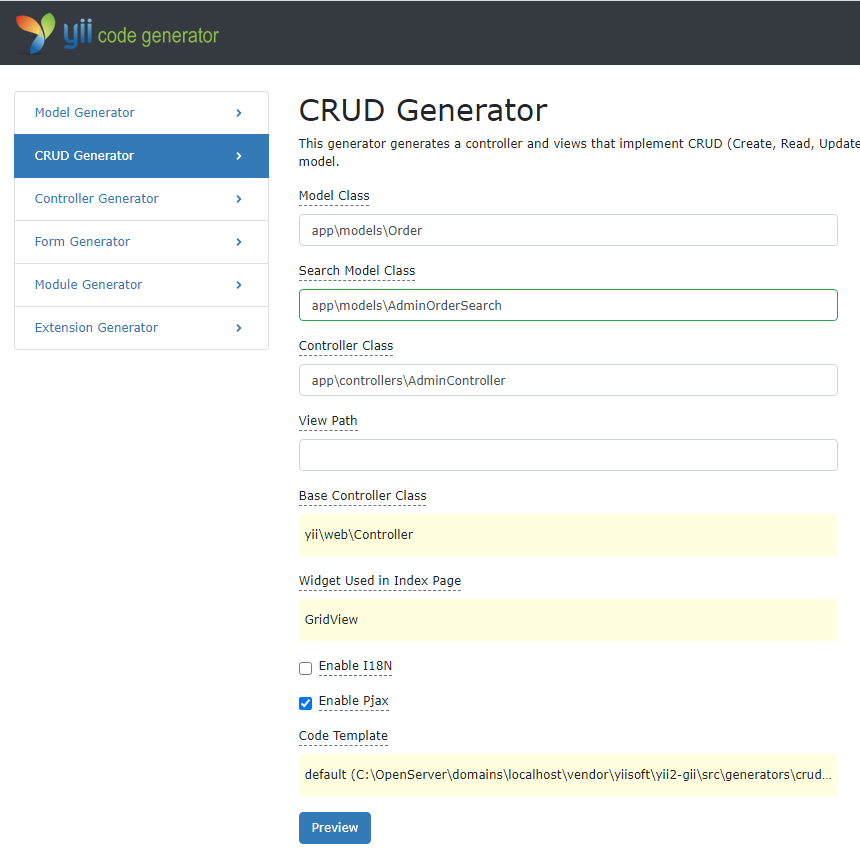 yii code generator
Model Generator
CRUD Generator
Controller Generator
Form Generator
Module Generator
Extension Generator
CRUD Generator
This generator generates a controller and views that implement CRUD (Create, Read, Update
model.
Model Class
app\models\Order
Search Model Class
app\models\AdminOrderSearch
Controller Class
app\controllers\AdminController
View Path
Base Controller Class
yii\web\Controller
Widget Used in Index Page
GridView
Enable I18N
Enable Pjax
Code Template
default (C:\OpenServer\domains\localhost\vendor\yiisoft\yii2-gii\src\generators\crud...
Preview